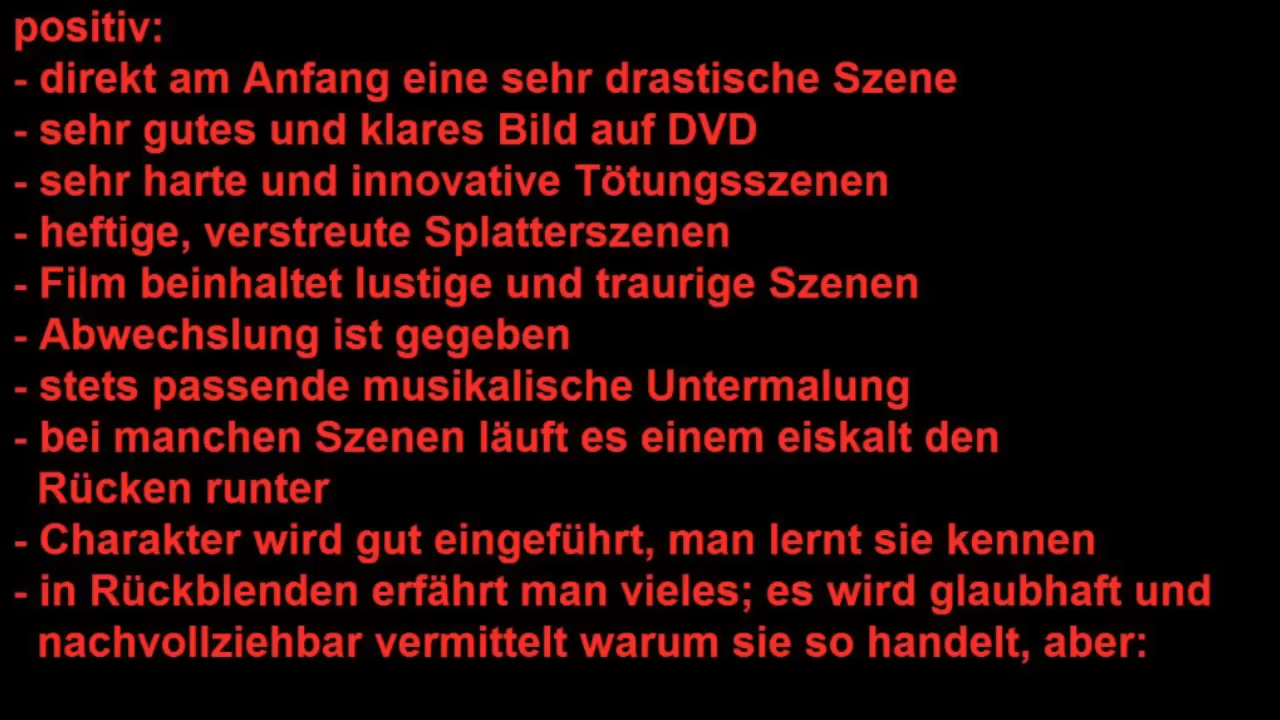 positiv:
- direkt am Anfang eine sehr drastische Szene
- sehr gutes und klares Bild auf DVD
- sehr harte und innovative Tötungsszenen
- heftige, verstreute Splatterszenen
- Film beinhaltet lustige und traurige Szenen
- Abwechslung ist gegeben
- stets passende musikalische Untermalung
- bei manchen Szenen läuft es einem eiskalt den
Rücken runter
- Charakter wird gut eingeführt, man lernt sie kennen
- in Rückblenden erfährt man vieles; es wird glaubhaft und
nachvollziehbar vermittelt warum sie so handelt, aber: